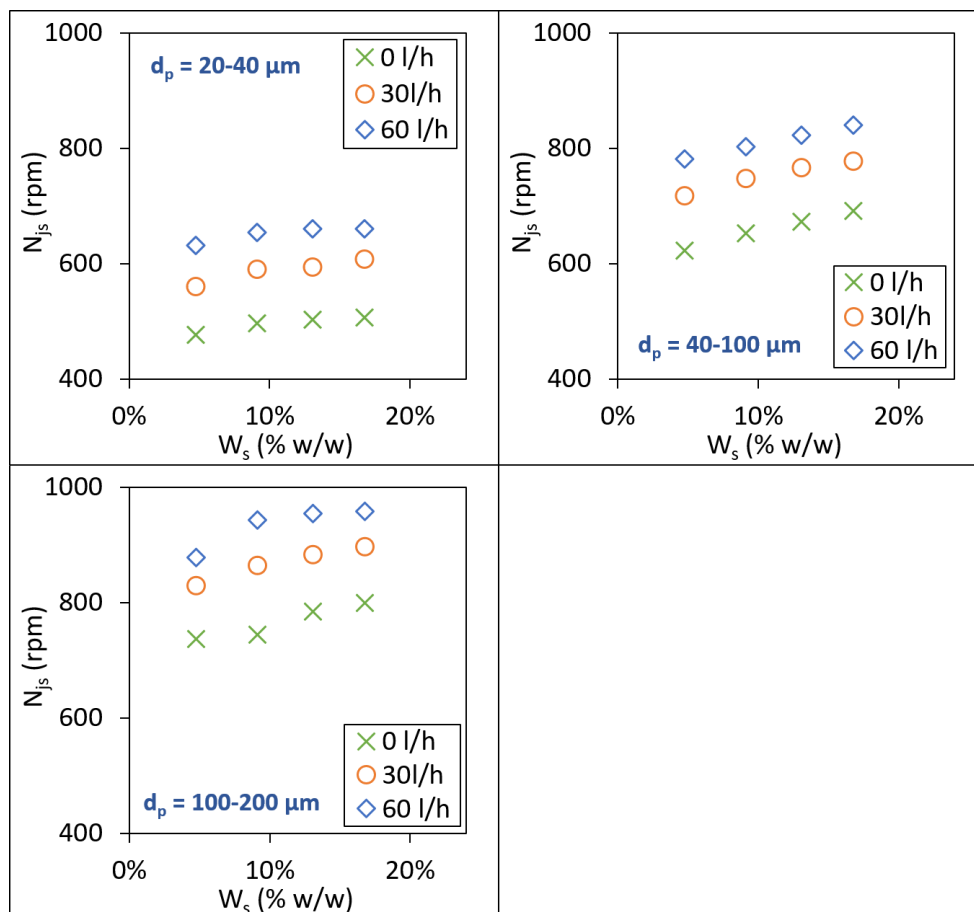 1000
800
600
400
N_js (rpm)
d_p = 20-40 µm
0 l/h
30l/h
60 l/h
0% 10% 20%
W_s (% w/w)
1000
800
600
400
N_js (rpm)
0 l/h
30l/h
60 l/h
d_p = 40-100 µm
0% 10% 20%
W_s (% w/w)
1000
800
600
400
N_js (rpm)
0 l/h
30l/h
60 l/h
d_p = 100-200 µm
0% 10% 20%
W_s (% w/w)